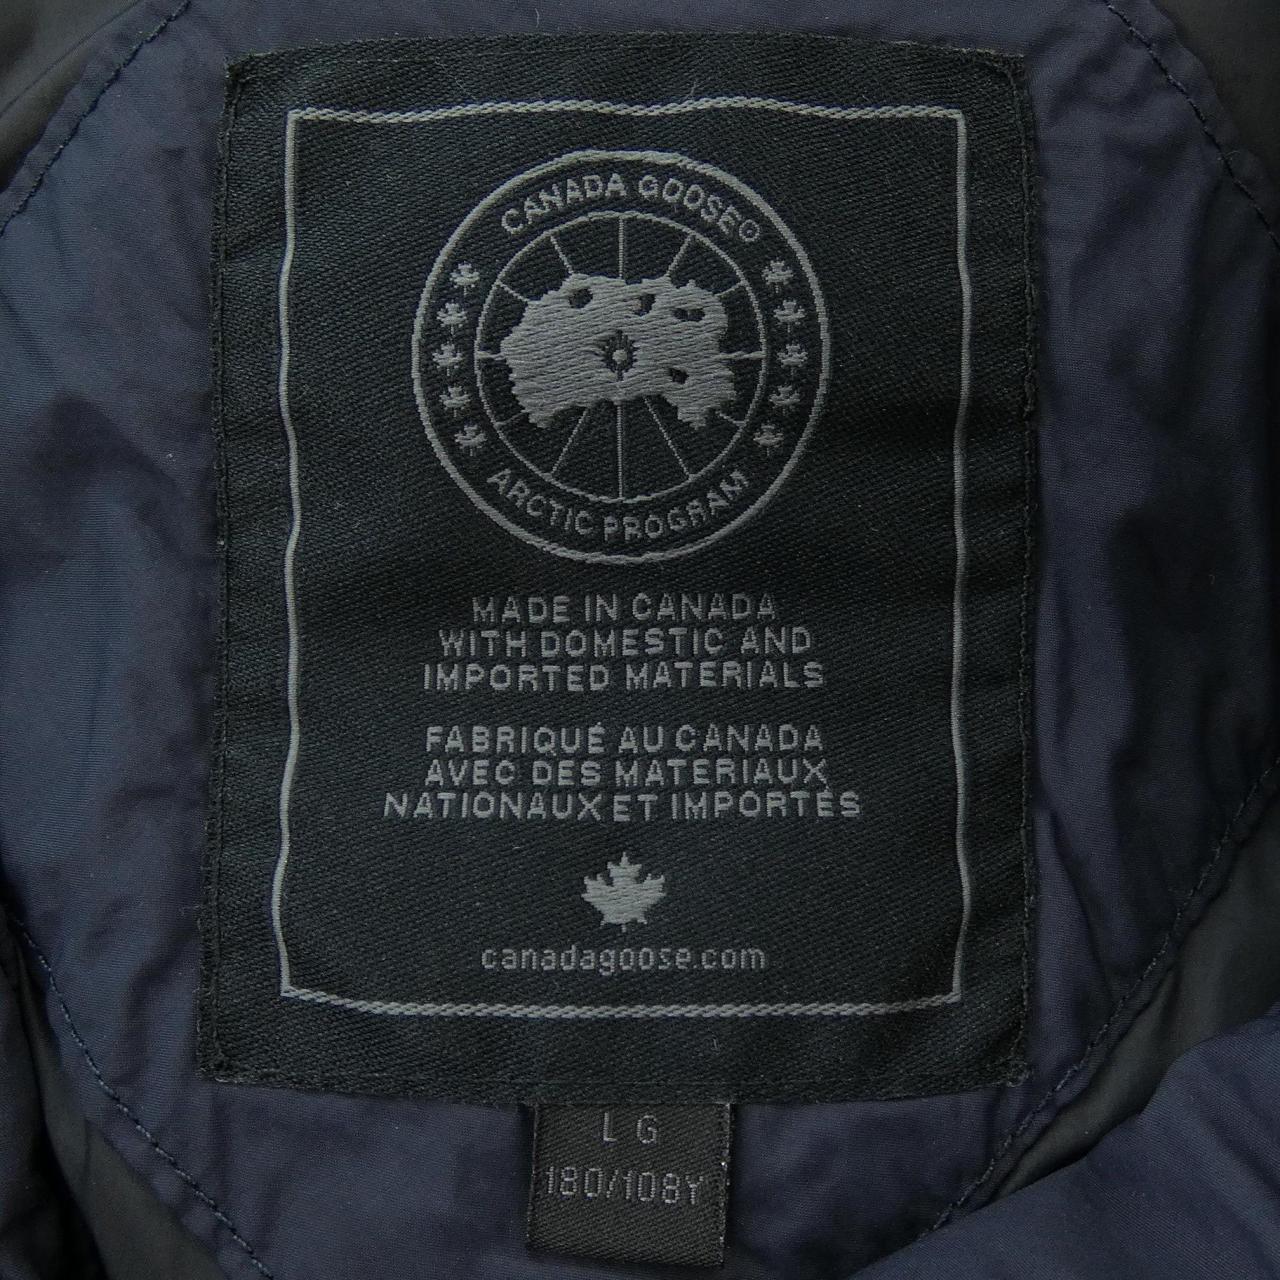 CANADA GOOSE®
ARCTIC PROGRAM
MADE IN CANADA
WITH DOMESTIC AND
IMPORTED MATERIALS
FABRIQUÉ AU CANADA
AVEC DES MATERIAUX
NATIONAUX ET IMPORTÉS
canadagoose.com
LG
180/108Y